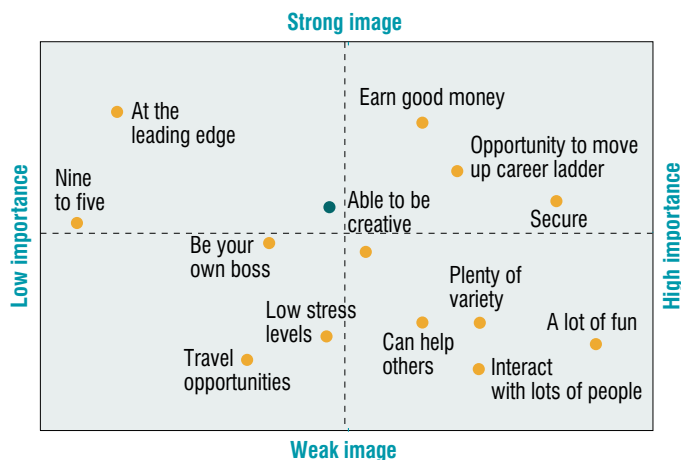 Strong image
Earn good money
At the
leading edge
Opportunity to move
up career ladder
Nine
to five
Able to be
creative
Secure
Low importance
High importance
Be your
own boss
Plenty of
variety
Low stress
levels
A lot of fun
Can help
others
Travel
opportunities
Interact
with lots of people
Weak image